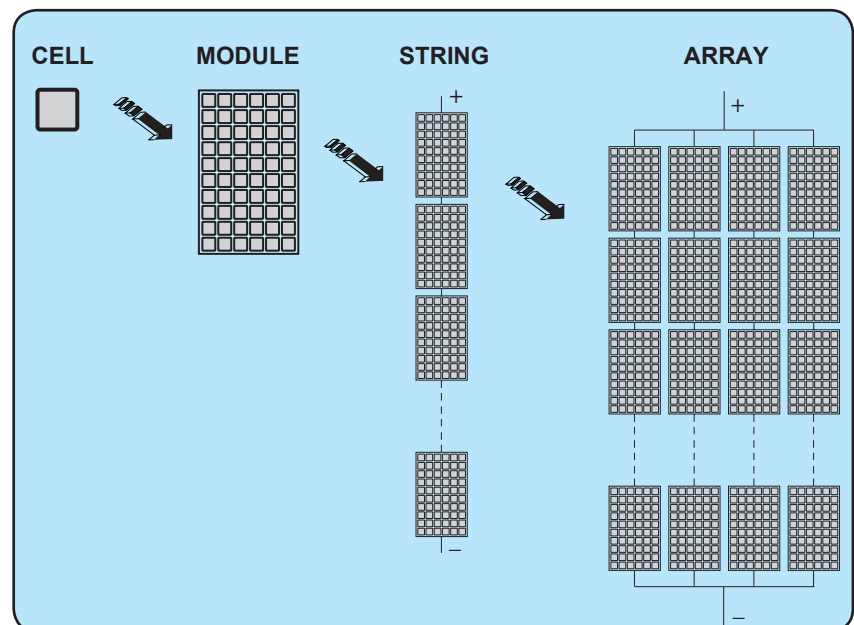 CELL
MODULE
STRING
ARRAY
+
+
–
–